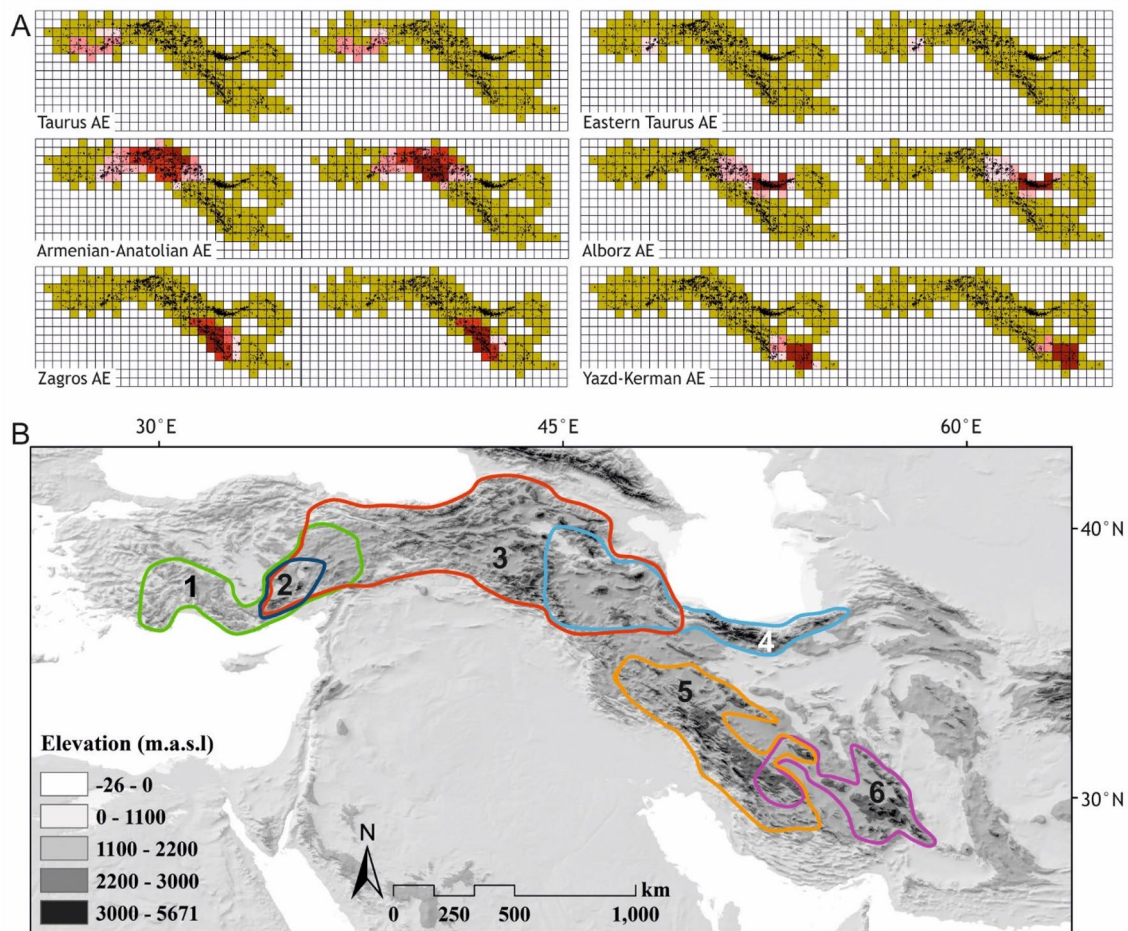 A
Taurus AE
Eastern Taurus AE
Armenian-Anatolian AE
Alborz AE
Zagros AE
Yazd-Kerman AE
B
30°E 45°E 60°E
40°N
1
2
3
4
5
6
30°N
Elevation (m.a.s.l)
-26 - 0
0 - 1100
1100 - 2200
2200 - 3000
3000 - 5671
N
km
0 250 500 1,000